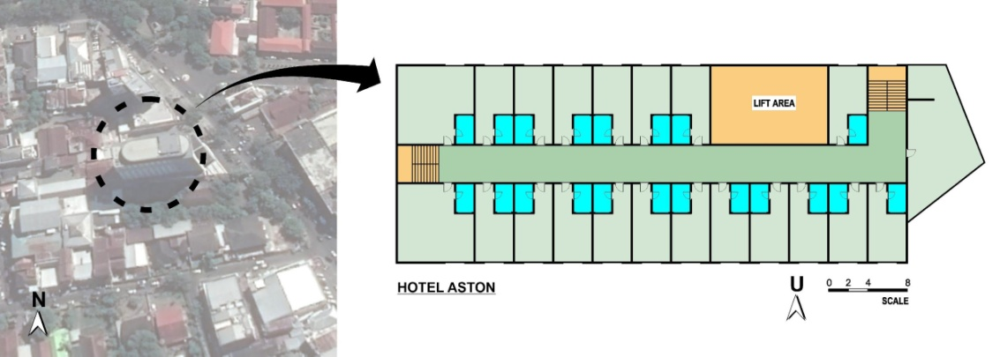 LIFT AREA
HOTEL ASTON
N
U
0 2 4 8
SCALE